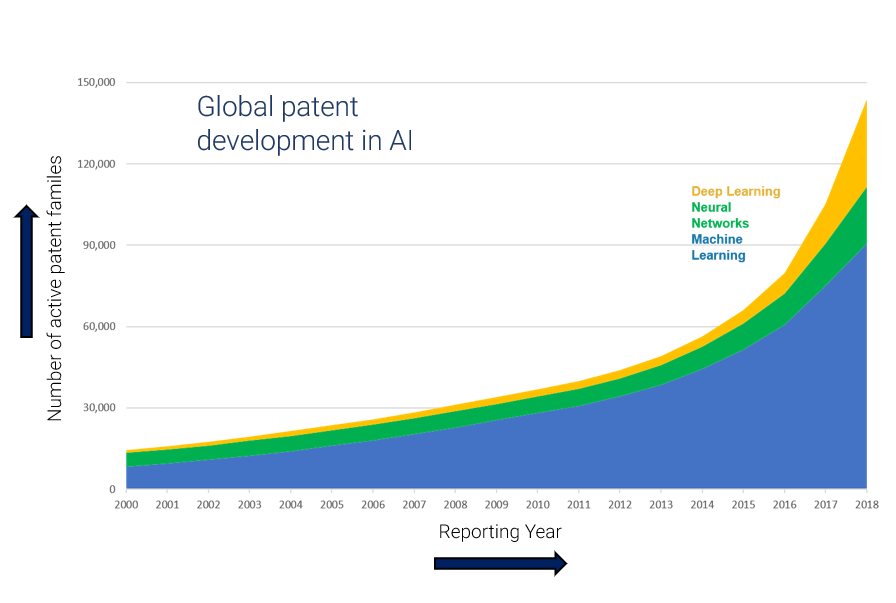 Global patent
development in AI
150,000
120,000
90,000
60,000
30,000
0
Number of active patent familes
Deep Learning
Neural
Networks
Machine
Learning
2000 2001 2002 2003 2004 2005 2006 2007 2008 2009 2010 2011 2012 2013 2014 2015 2016 2017 2018
Reporting Year